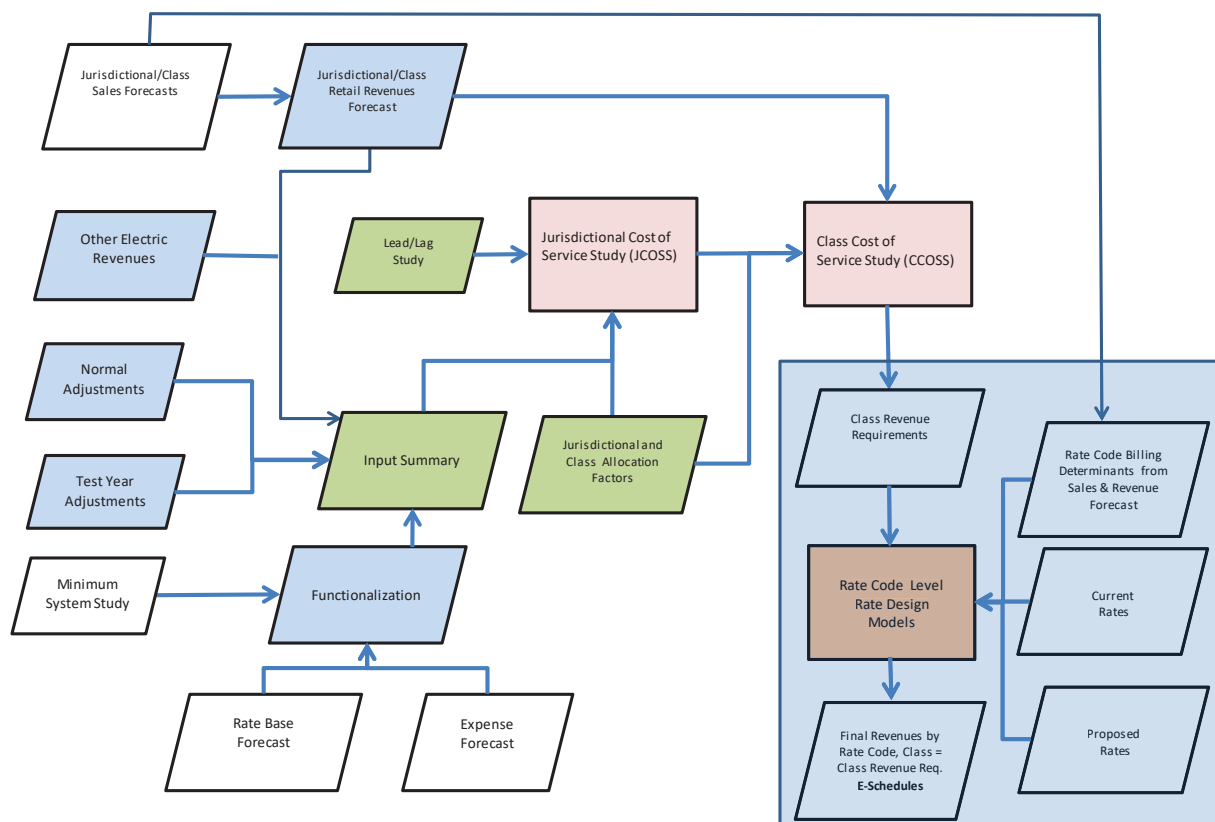 Jurisdictional/Class
Sales Forecasts
Jurisdictional/Class
Retail Revenues
Forecast
Other Electric
Revenues
Lead/Lag
Study
Jurisdictional Cost of
Service Study (JCOSS)
Class Cost of
Service Study (CCOSS)
Normal
Adjustments
Test Year
Adjustments
Input Summary
Jurisdictional and
Class Allocation
Factors
Class Revenue
Requirements
Rate Code Billing
Determinants from
Sales & Revenue
Forecast
Minimum
System Study
Functionalization
Rate Code Level
Rate Design
Models
Current
Rates
Rate Base
Forecast
Expense
Forecast
Final Revenues by
Rate Code, Class =
Class Revenue Req.
E-Schedules
Proposed
Rates